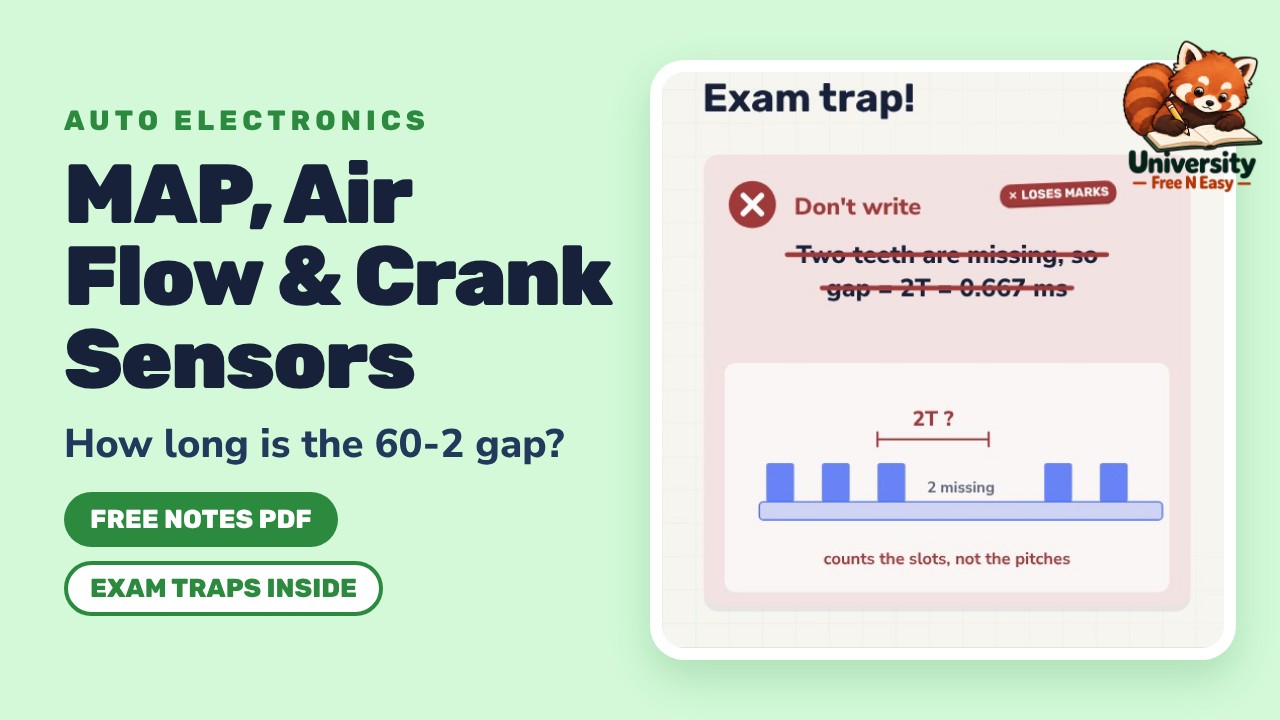 AUTO ELECTRONICS
MAP, Air
Flow & Crank
Sensors
How long is the 60-2 gap?
FREE NOTES PDF
EXAM TRAPS INSIDE
Exam trap!
Don't write
× LOSES MARKS
Two teeth are missing, so
gap = 2T = 0.667 ms
2T ?
2 missing
counts the slots, not the pitches
University
Free N Easy